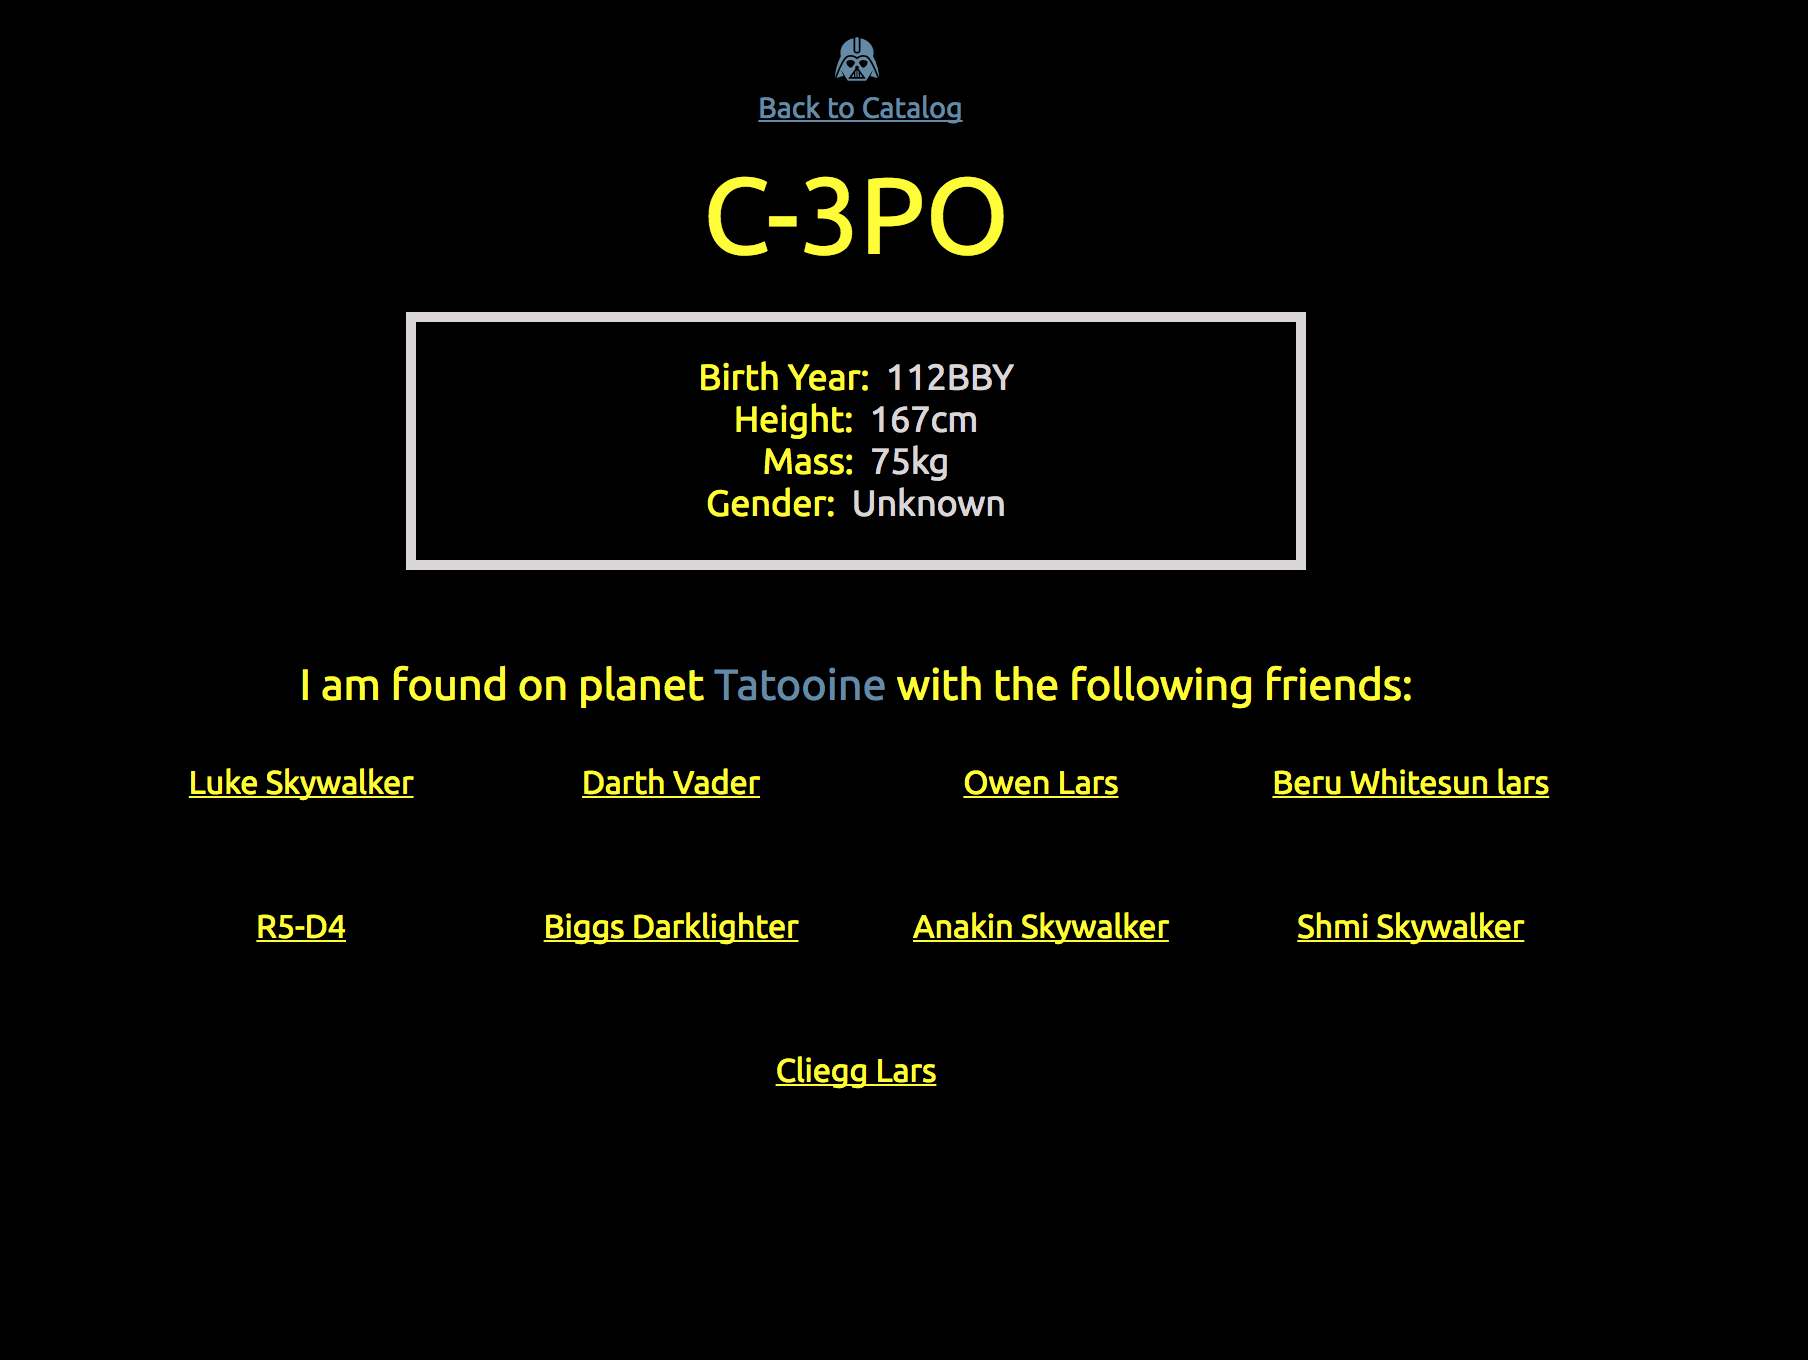 Back to Catalog
C-3PO
Birth Year: 112BBY
Height: 167cm
Mass: 75kg
Gender: Unknown
I am found on planet Tatooine with the following friends:
Luke Skywalker Darth Vader Owen Lars Beru Whitesun lars
R5-D4 Biggs Darklighter Anakin Skywalker Shmi Skywalker
Cliegg Lars